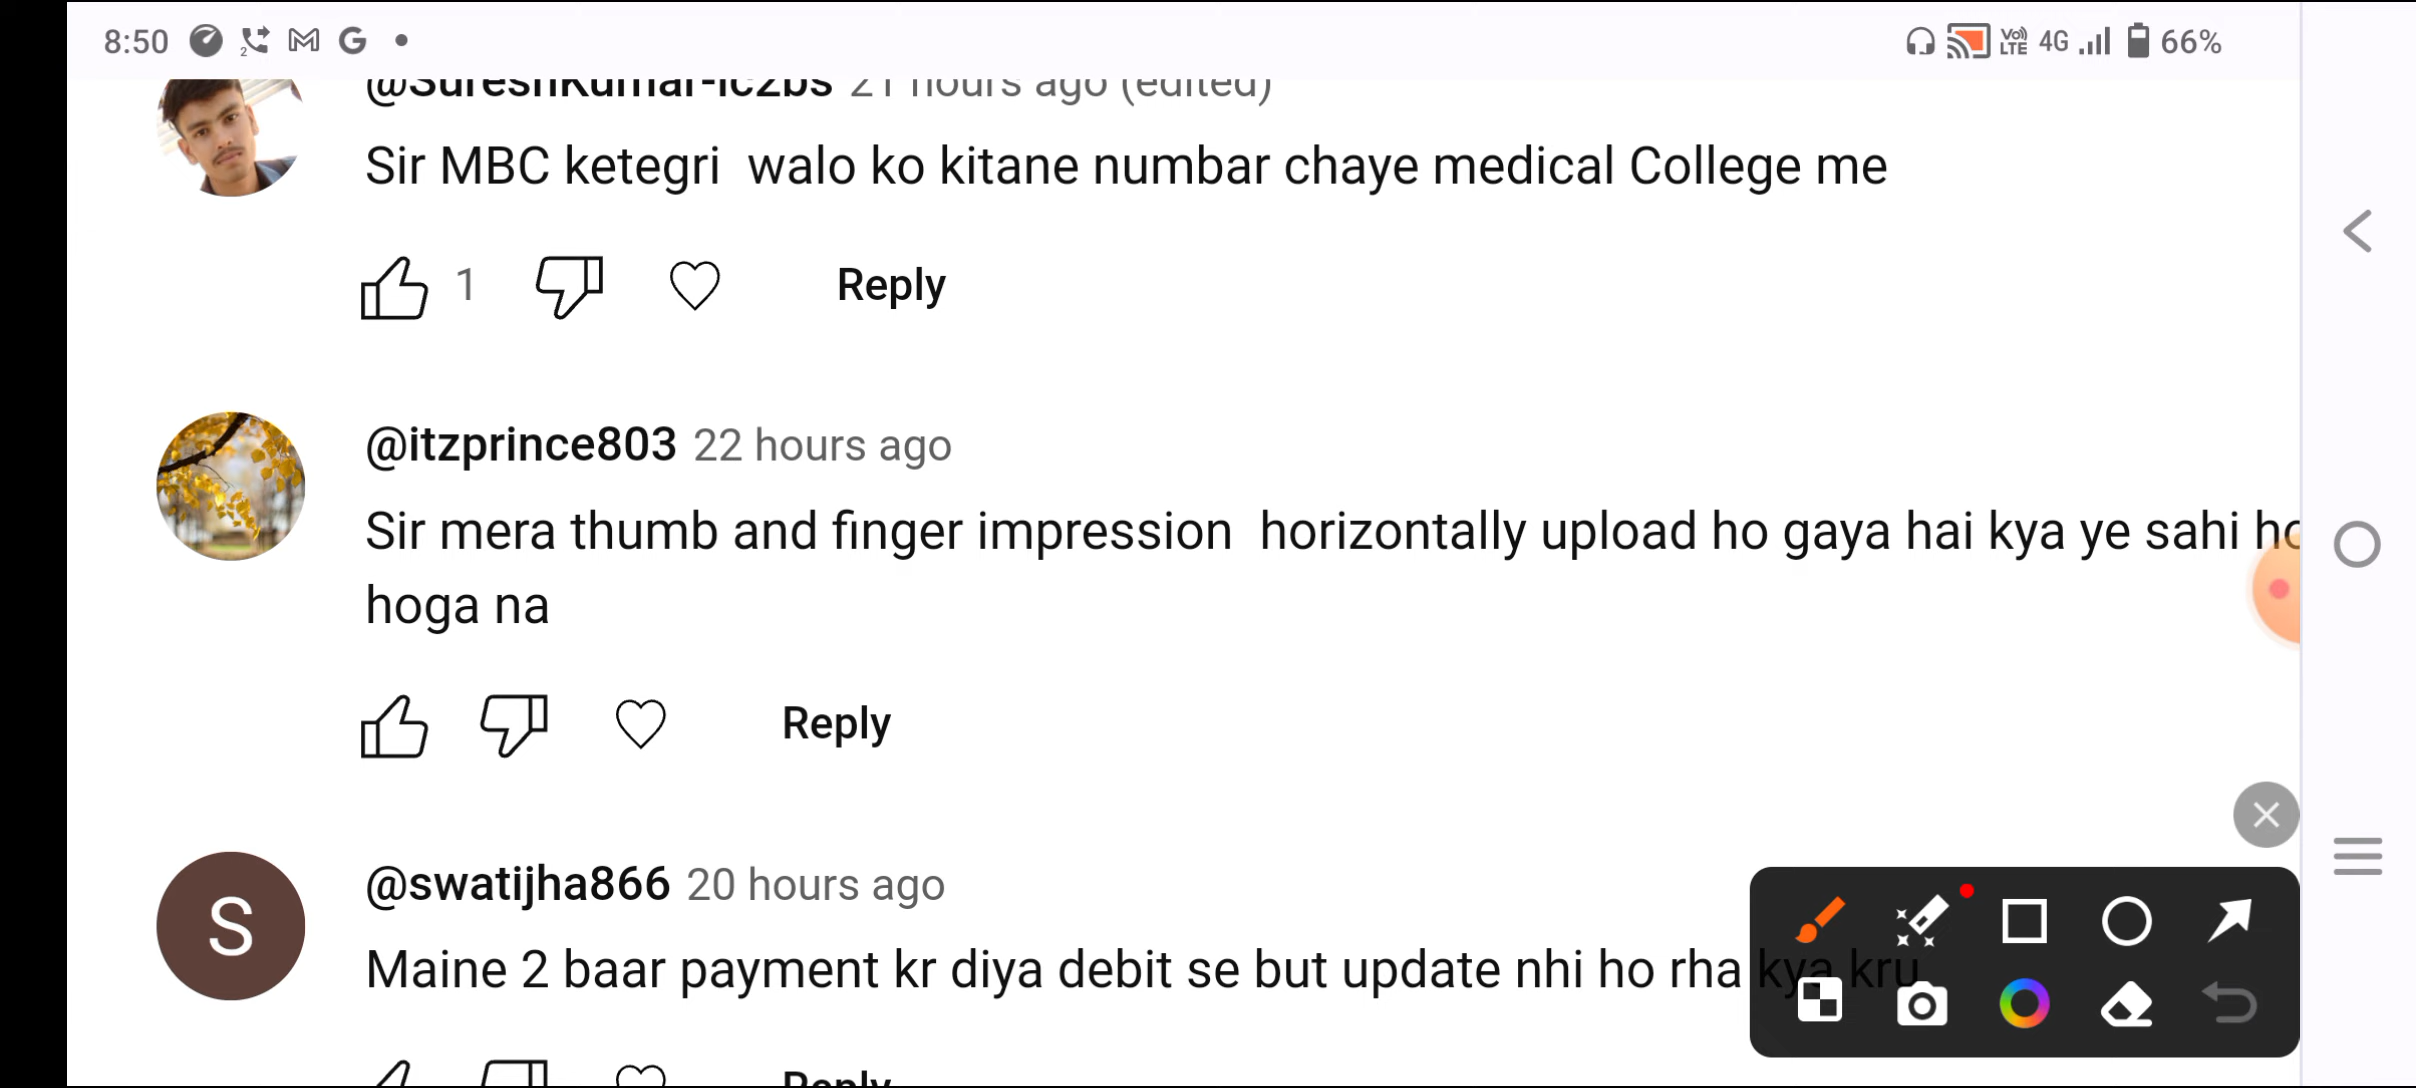 8:50 2 M G VoLTE 4G 66%
@SureshKumar-ic2bs 21 hours ago (edited)
Sir MBC ketegri walo ko kitane numbar chaye medical College me
1 Reply
@itzprince803 22 hours ago
Sir mera thumb and finger impression horizontally upload ho gaya hai kya ye sahi ho
hoga na
Reply
S
@swatijha866 20 hours ago
Maine 2 baar payment kr diya debit se but update nhi ho rha kya kru
Reply